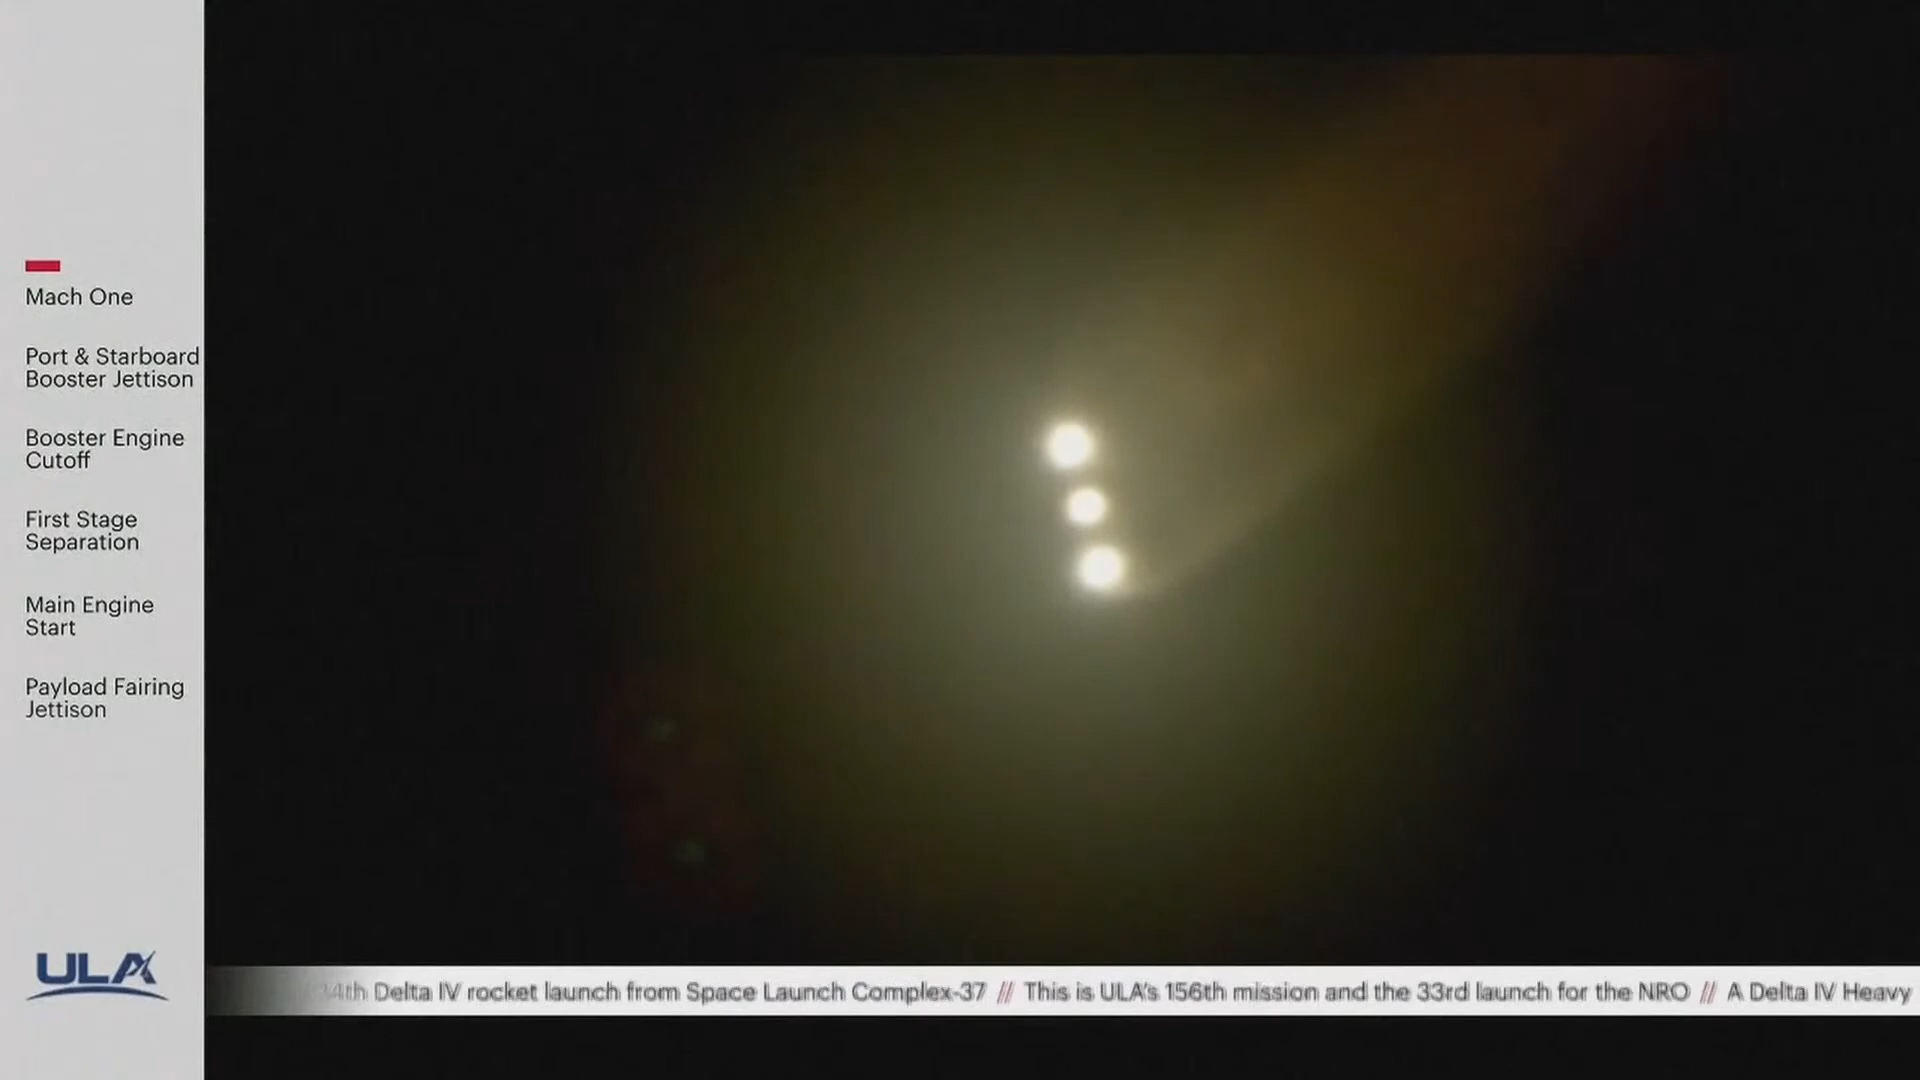 Mach One
Port & Starboard
Booster Jettison
Booster Engine
Cutoff
First Stage
Separation
Main Engine
Start
Payload Fairing
Jettison
ULA
Delta IV rocket launch from Space Launch Complex-37 // This is ULA's 156th mission and the 33rd launch for the NRO // A Delta IV Heavy